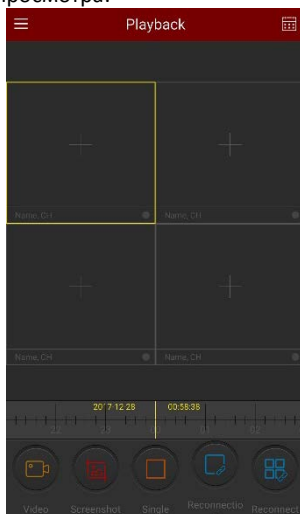 просмотра.
Playback
Name, CH
Name, CH
Name, CH
Name, CH
2017-12-28 00:58:38
Video Screenshot Single Reconnectio Reconnect